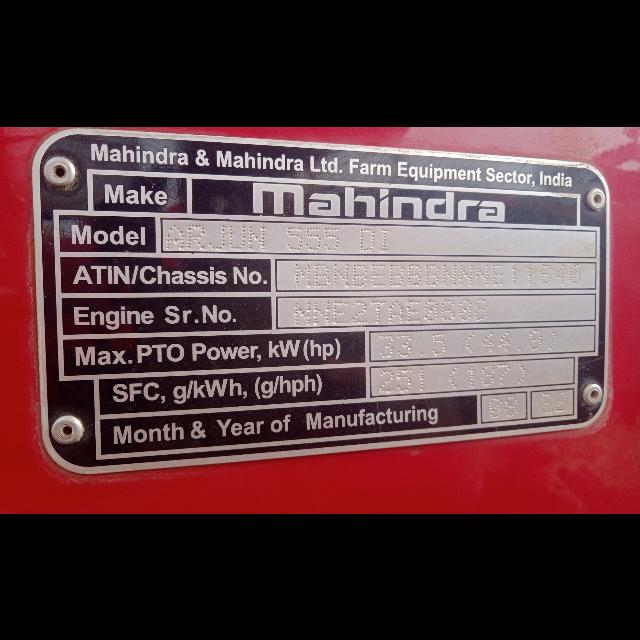 Mahindra & Mahindra Ltd. Farm Equipment Sector, India
Make Mahindra
Model ARJUN 555 DI
ATIN/Chassis No.
Engine Sr.No.
Max.PTO Power, kW(hp) 33.5 (44.9)
SFC, g/kWh, (g/hph) 251 (187)
Month & Year of Manufacturing